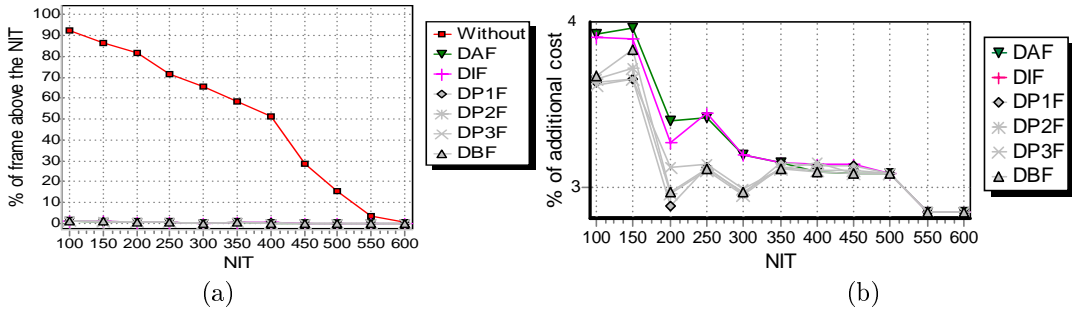 % of frame above the NIT
100
90
80
70
60
50
40
30
20
10
0
100 150 200 250 300 350 400 450 500 550 600
NIT
Without
DAF
DIF
DP1F
DP2F
DP3F
DBF
(a)
% of additional cost
4
3
100 150 200 250 300 350 400 450 500 550 600
NIT
DAF
DIF
DP1F
DP2F
DP3F
DBF
(b)